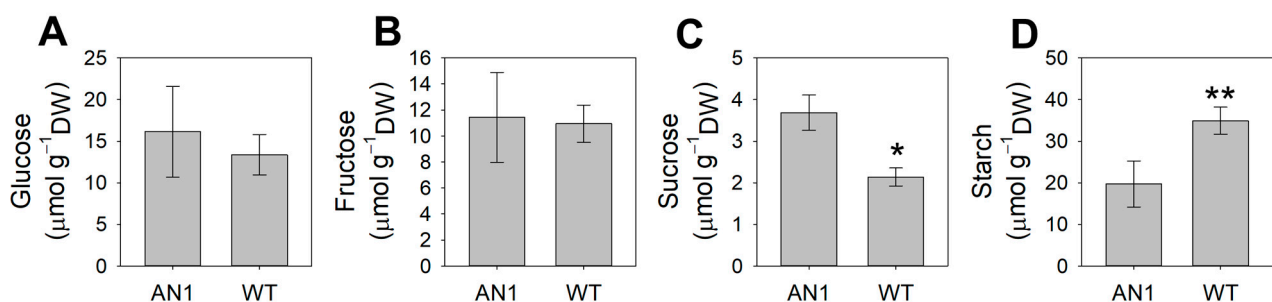 A
Glucose
(μmol g⁻¹DW)
25
20
15
10
5
0
AN1 WT
B
Fructose
(μmol g⁻¹DW)
16
14
12
10
8
6
4
2
0
AN1 WT
C
Sucrose
(μmol g⁻¹DW)
5
4
3
2
1
0
*
AN1 WT
D
Starch
(μmol g⁻¹DW)
50
40
30
20
10
0
**
AN1 WT